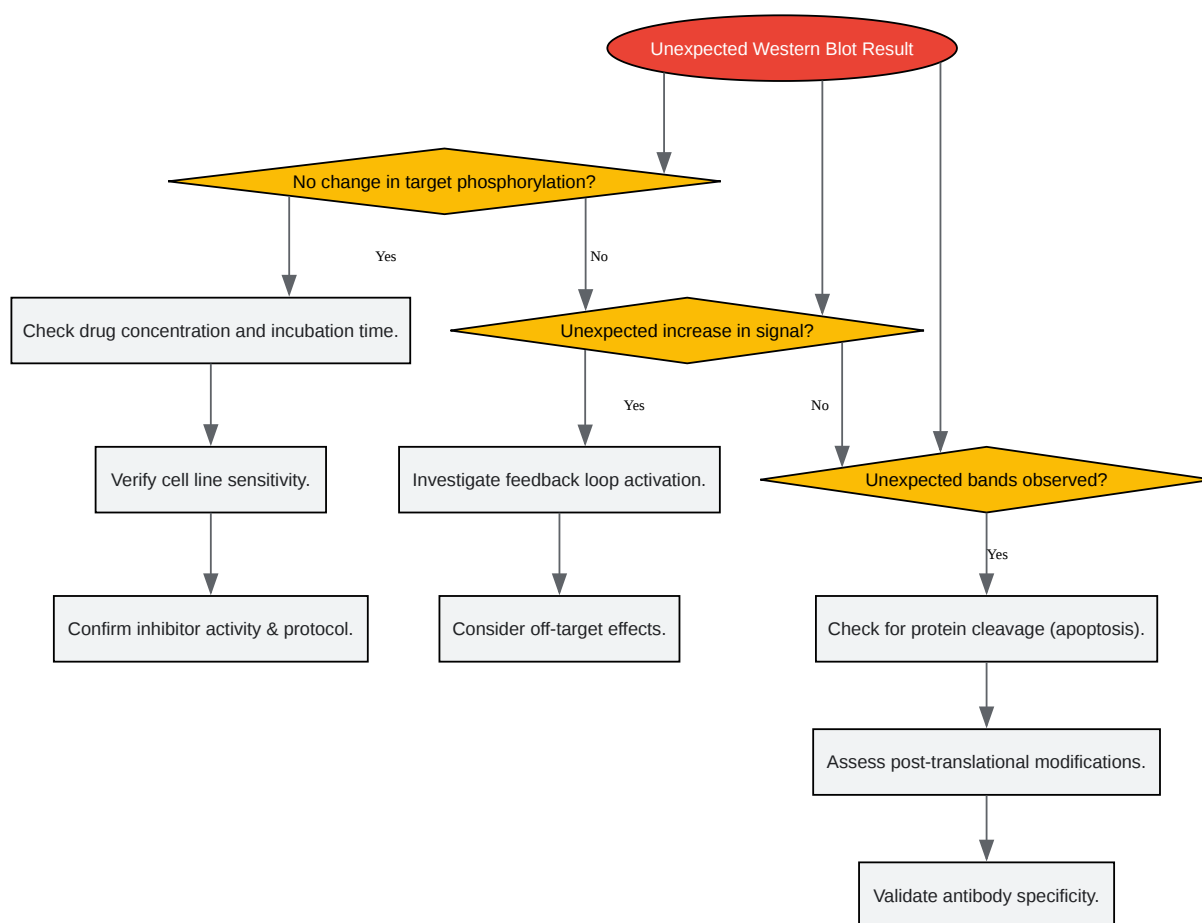 Unexpected Western Blot Result
No change in target phosphorylation?
Yes
No
Check drug concentration and incubation time.
Unexpected increase in signal?
Yes
No
Verify cell line sensitivity.
Investigate feedback loop activation.
Unexpected bands observed?
Yes
Confirm inhibitor activity & protocol.
Consider off-target effects.
Check for protein cleavage (apoptosis).
Assess post-translational modifications.
Validate antibody specificity.